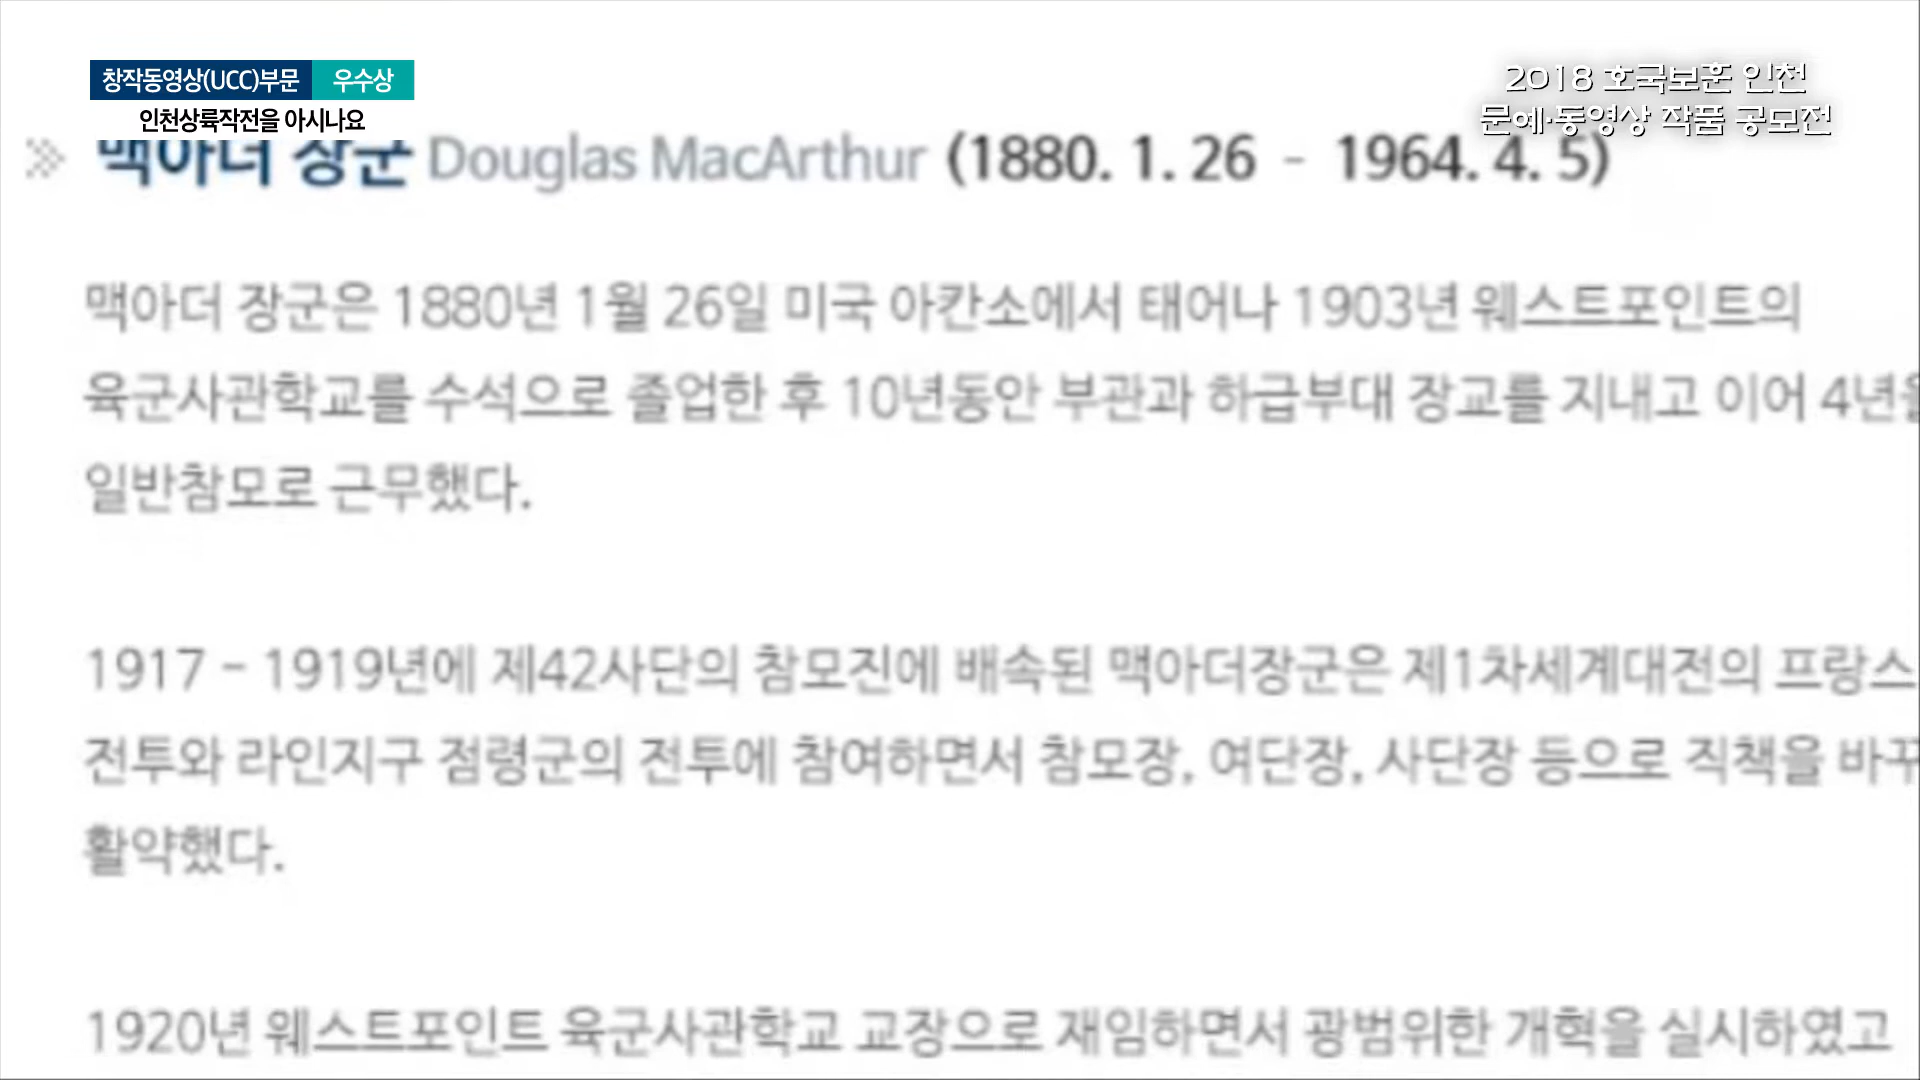 창작동영상(UCC)부문 우수상
인천상륙작전을 아시나요
2018 호국보훈 인천
문예·동영상 작품 공모전
맥아더 장군 Douglas MacArthur (1880. 1. 26 - 1964. 4. 5)
맥아더 장군은 1880년 1월 26일 미국 아칸소에서 태어나 1903년 웨스트포인트의
육군사관학교를 수석으로 졸업한 후 10년동안 부관과 하급부대 장교를 지내고 이어 4년을
일반참모로 근무했다.
1917 - 1919년에 제42사단의 참모진에 배속된 맥아더장군은 제1차세계대전의 프랑스
전투와 라인지구 점령군의 전투에 참여하면서 참모장, 여단장, 사단장 등으로 직책을 바꾸
활약했다.
1920년 웨스트포인트 육군사관학교 교장으로 재임하면서 광범위한 개혁을 실시하였고